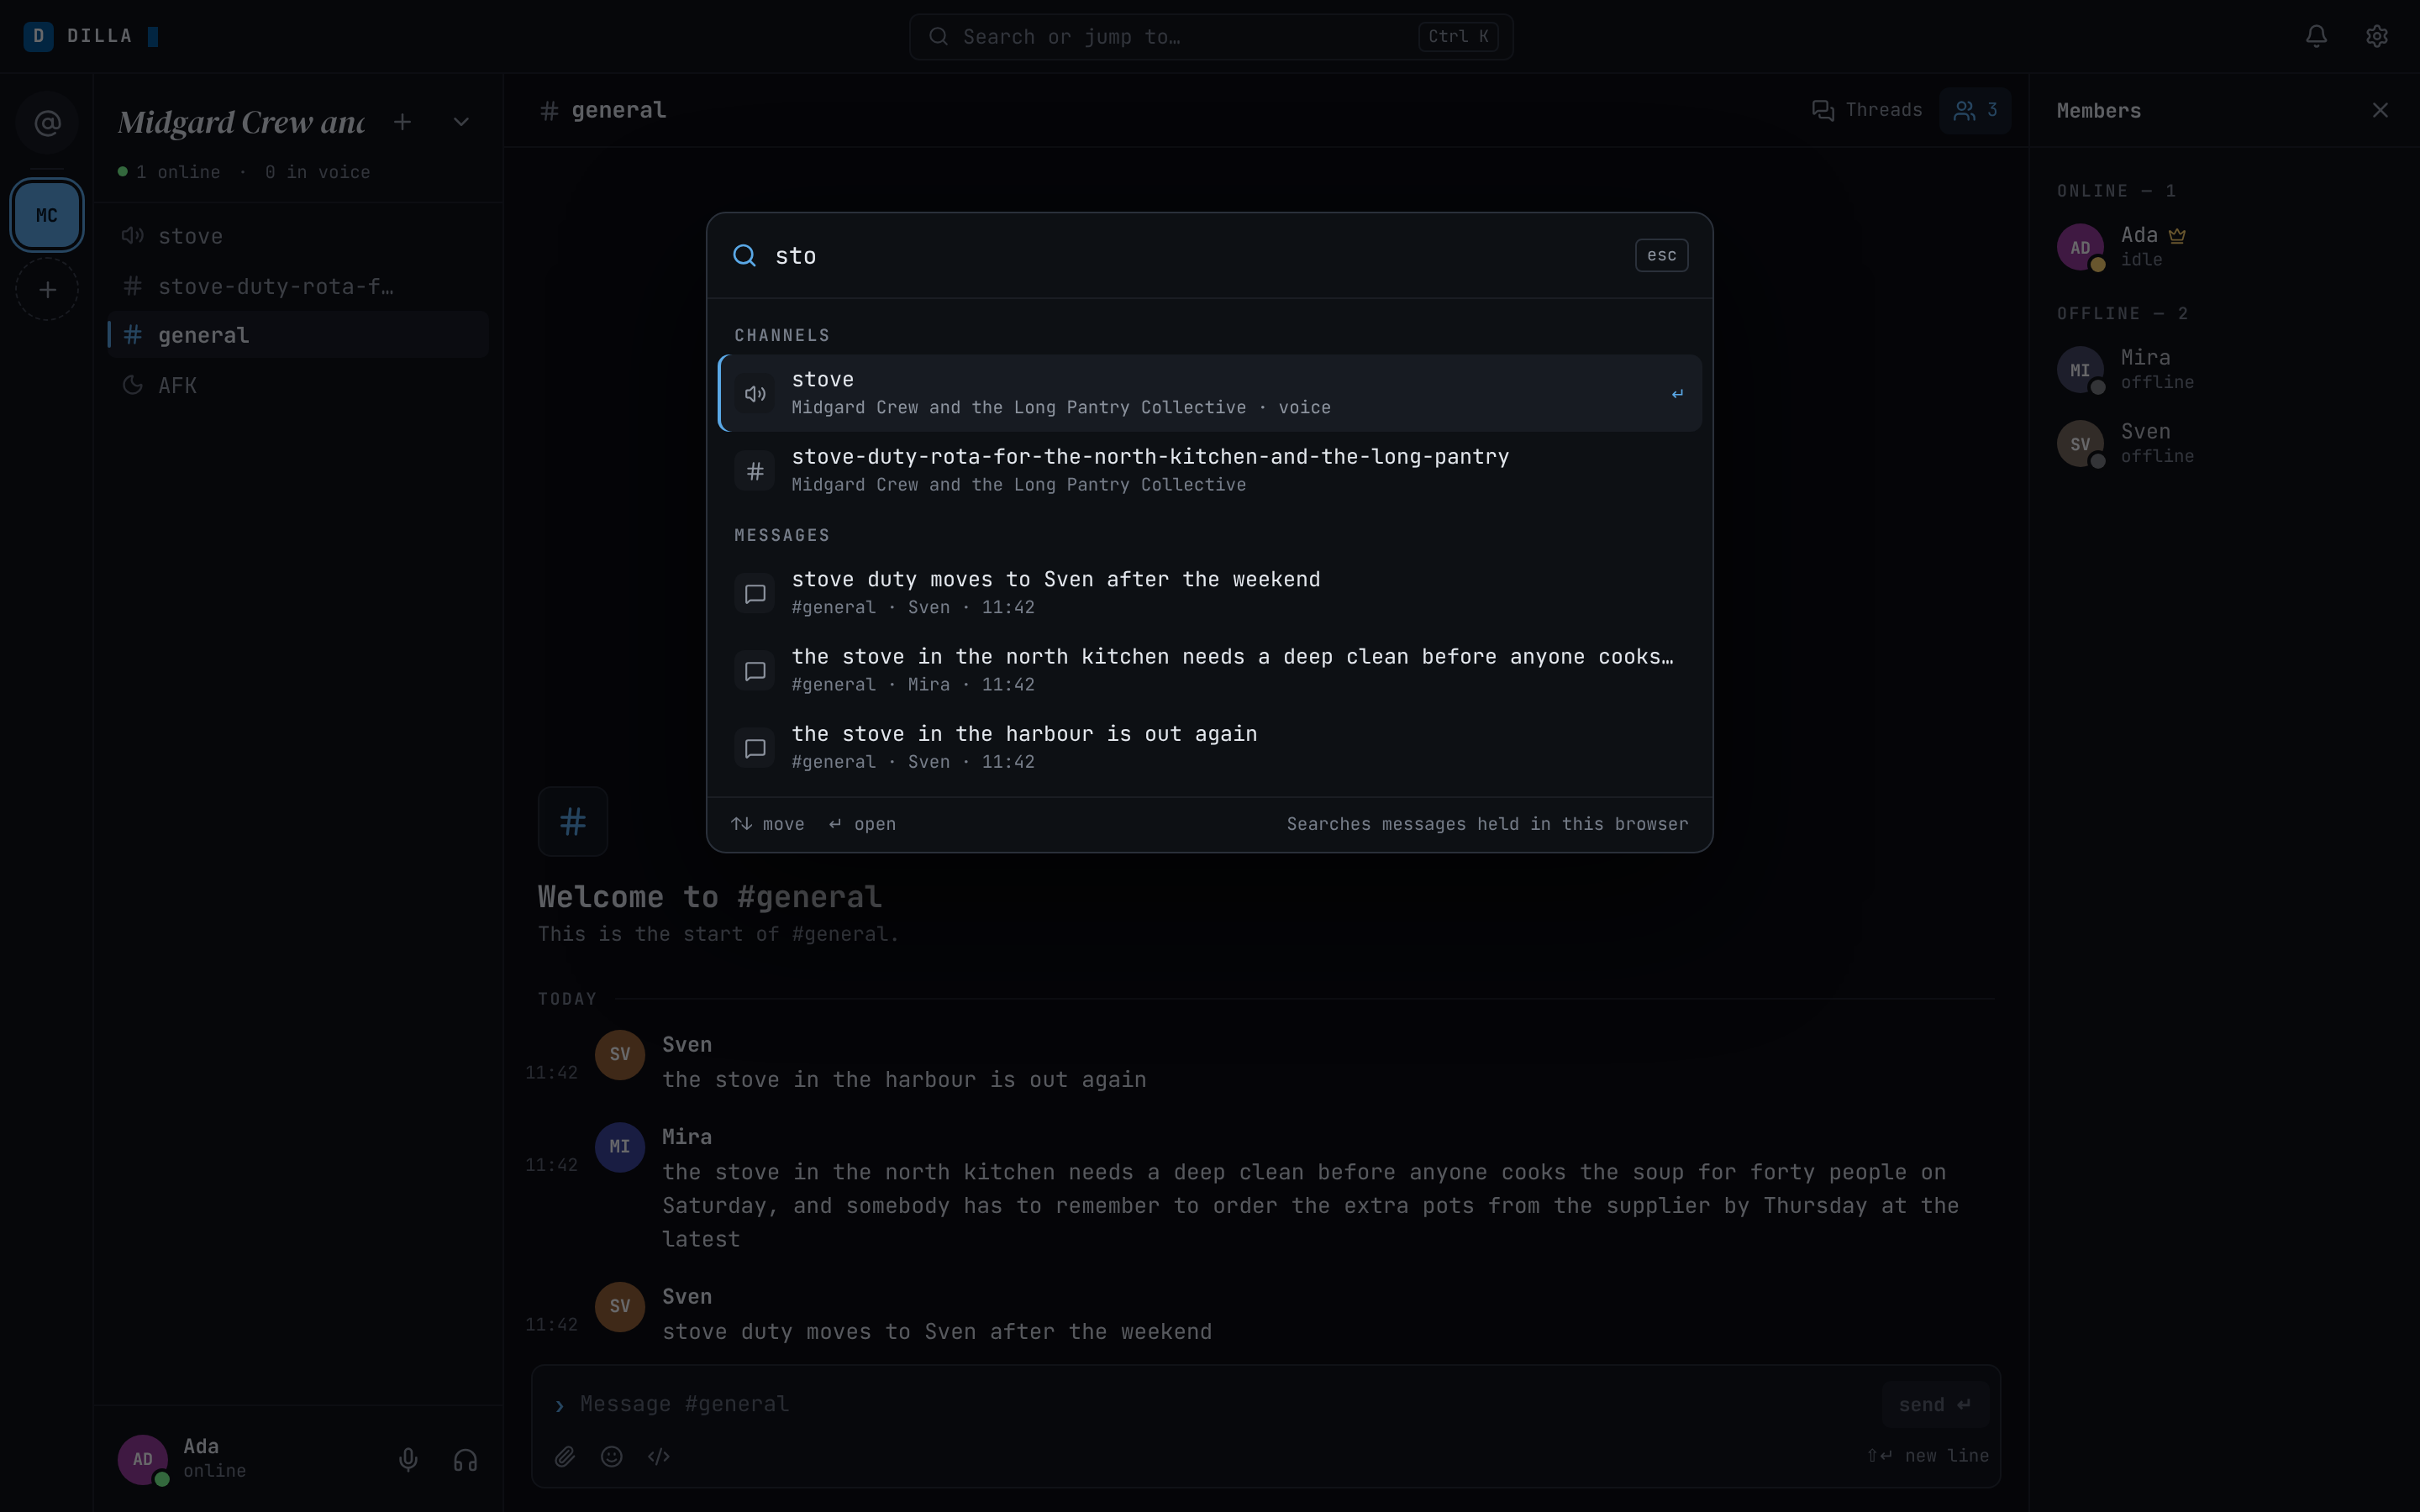 D DILLA
Search or jump to…
Ctrl K
MC
Midgard Crew and
1 online · 0 in voice
stove
stove-duty-rota-f…
general
AFK
Ada
AD
online
# general
Threads
3
sto
esc
CHANNELS
stove
Midgard Crew and the Long Pantry Collective · voice
↵
stove-duty-rota-for-the-north-kitchen-and-the-long-pantry
Midgard Crew and the Long Pantry Collective
MESSAGES
stove duty moves to Sven after the weekend
#general · Sven · 11:42
the stove in the north kitchen needs a deep clean before anyone cooks…
#general · Mira · 11:42
the stove in the harbour is out again
#general · Sven · 11:42
↑↓ move ↵ open
Searches messages held in this browser
#
Welcome to #general
This is the start of #general.
TODAY
SV
Sven
11:42
the stove in the harbour is out again
MI
Mira
11:42
the stove in the north kitchen needs a deep clean before anyone cooks the soup for forty people on
Saturday, and somebody has to remember to order the extra pots from the supplier by Thursday at the
latest
SV
Sven
11:42
stove duty moves to Sven after the weekend
› Message #general
send ↵
⇧↵ new line
Members
ONLINE — 1
AD
Ada
idle
OFFLINE — 2
MI
Mira
offline
SV
Sven
offline